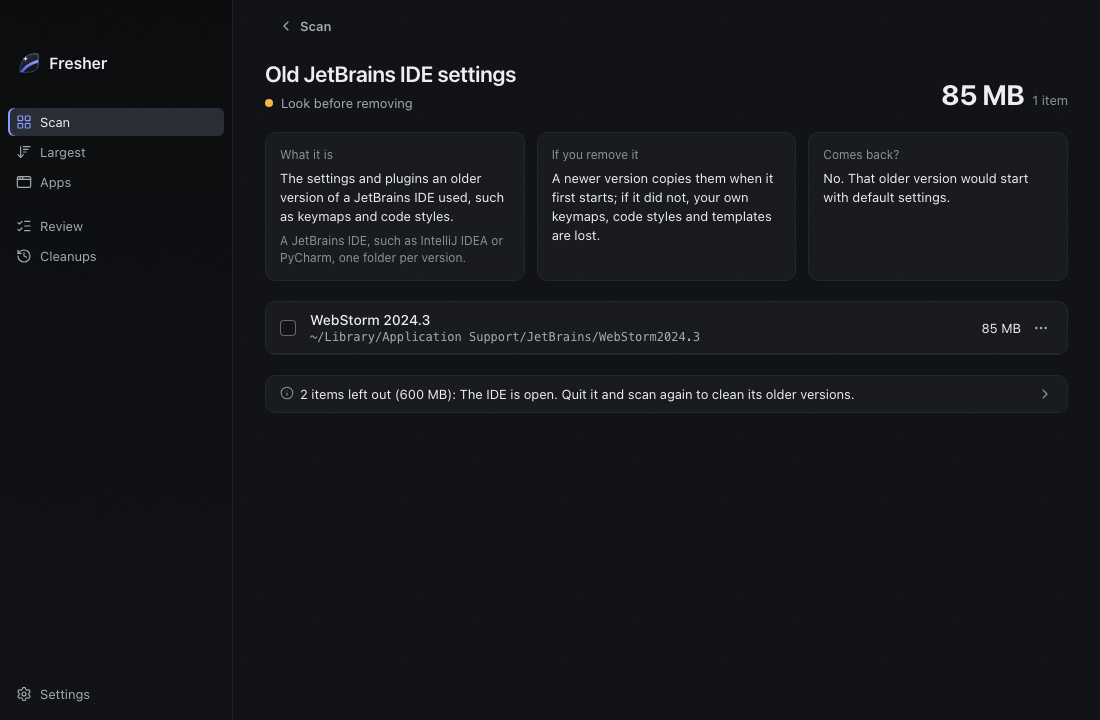 Scan
Fresher
Old JetBrains IDE settings
Look before removing
85 MB 1 item
Scan
Largest
Apps
Review
Cleanups
What it is
The settings and plugins an older
version of a JetBrains IDE used, such
as keymaps and code styles.
A JetBrains IDE, such as IntelliJ IDEA or
PyCharm, one folder per version.
If you remove it
A newer version copies them when it
first starts; if it did not, your own
keymaps, code styles and templates
are lost.
Comes back?
No. That older version would start
with default settings.
WebStorm 2024.3
~/Library/Application Support/JetBrains/WebStorm2024.3
85 MB
2 items left out (600 MB): The IDE is open. Quit it and scan again to clean its older versions.
Settings